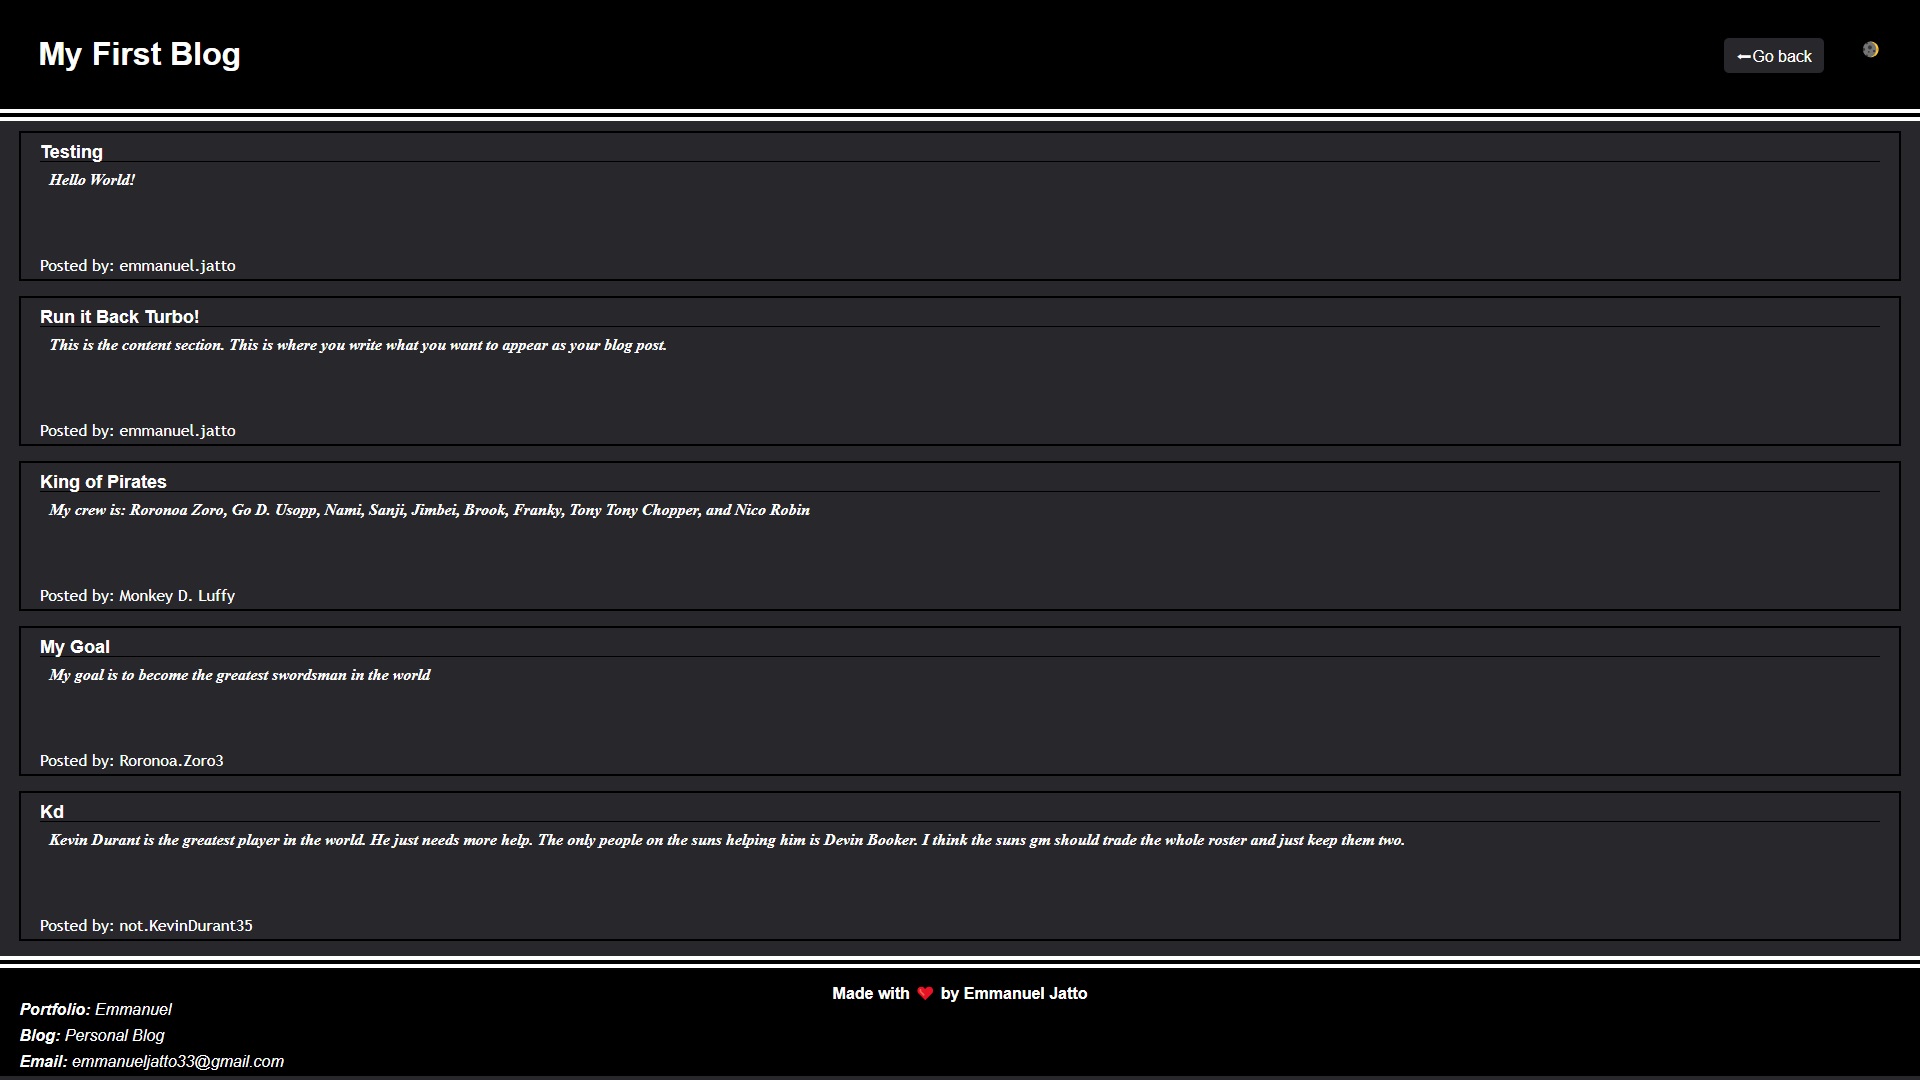 My First Blog
⬅Go back
Testing
Hello World!
Posted by: emmanuel.jatto
Run it Back Turbo!
This is the content section. This is where you write what you want to appear as your blog post.
Posted by: emmanuel.jatto
King of Pirates
My crew is: Roronoa Zoro, Go D. Usopp, Nami, Sanji, Jimbei, Brook, Franky, Tony Tony Chopper, and Nico Robin
Posted by: Monkey D. Luffy
My Goal
My goal is to become the greatest swordsman in the world
Posted by: Roronoa.Zoro3
Kd
Kevin Durant is the greatest player in the world. He just needs more help. The only people on the suns helping him is Devin Booker. I think the suns gm should trade the whole roster and just keep them two.
Posted by: not.KevinDurant35
Made with ❤ by Emmanuel Jatto
Portfolio: Emmanuel
Blog: Personal Blog
Email: emmanueljatto33@gmail.com